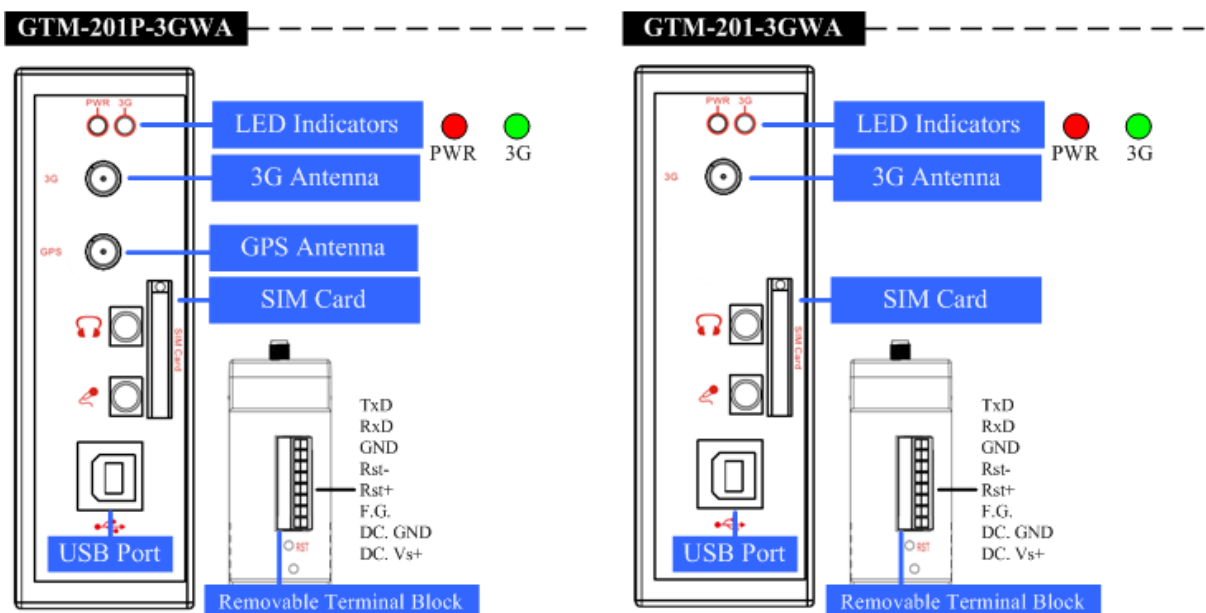 GTM-201P-3GWA
PWR 3G
LED Indicators
PWR 3G
3G
3G Antenna
GPS
GPS Antenna
SIM Card
SIM Card
TxD
RxD
GND
Rst-
Rst+
F.G.
DC. GND
DC. Vs+
USB Port
RST
Removable Terminal Block
GTM-201-3GWA
PWR 3G
LED Indicators
PWR 3G
3G
3G Antenna
SIM Card
SIM Card
TxD
RxD
GND
Rst-
Rst+
F.G.
DC. GND
DC. Vs+
USB Port
RST
Removable Terminal Block